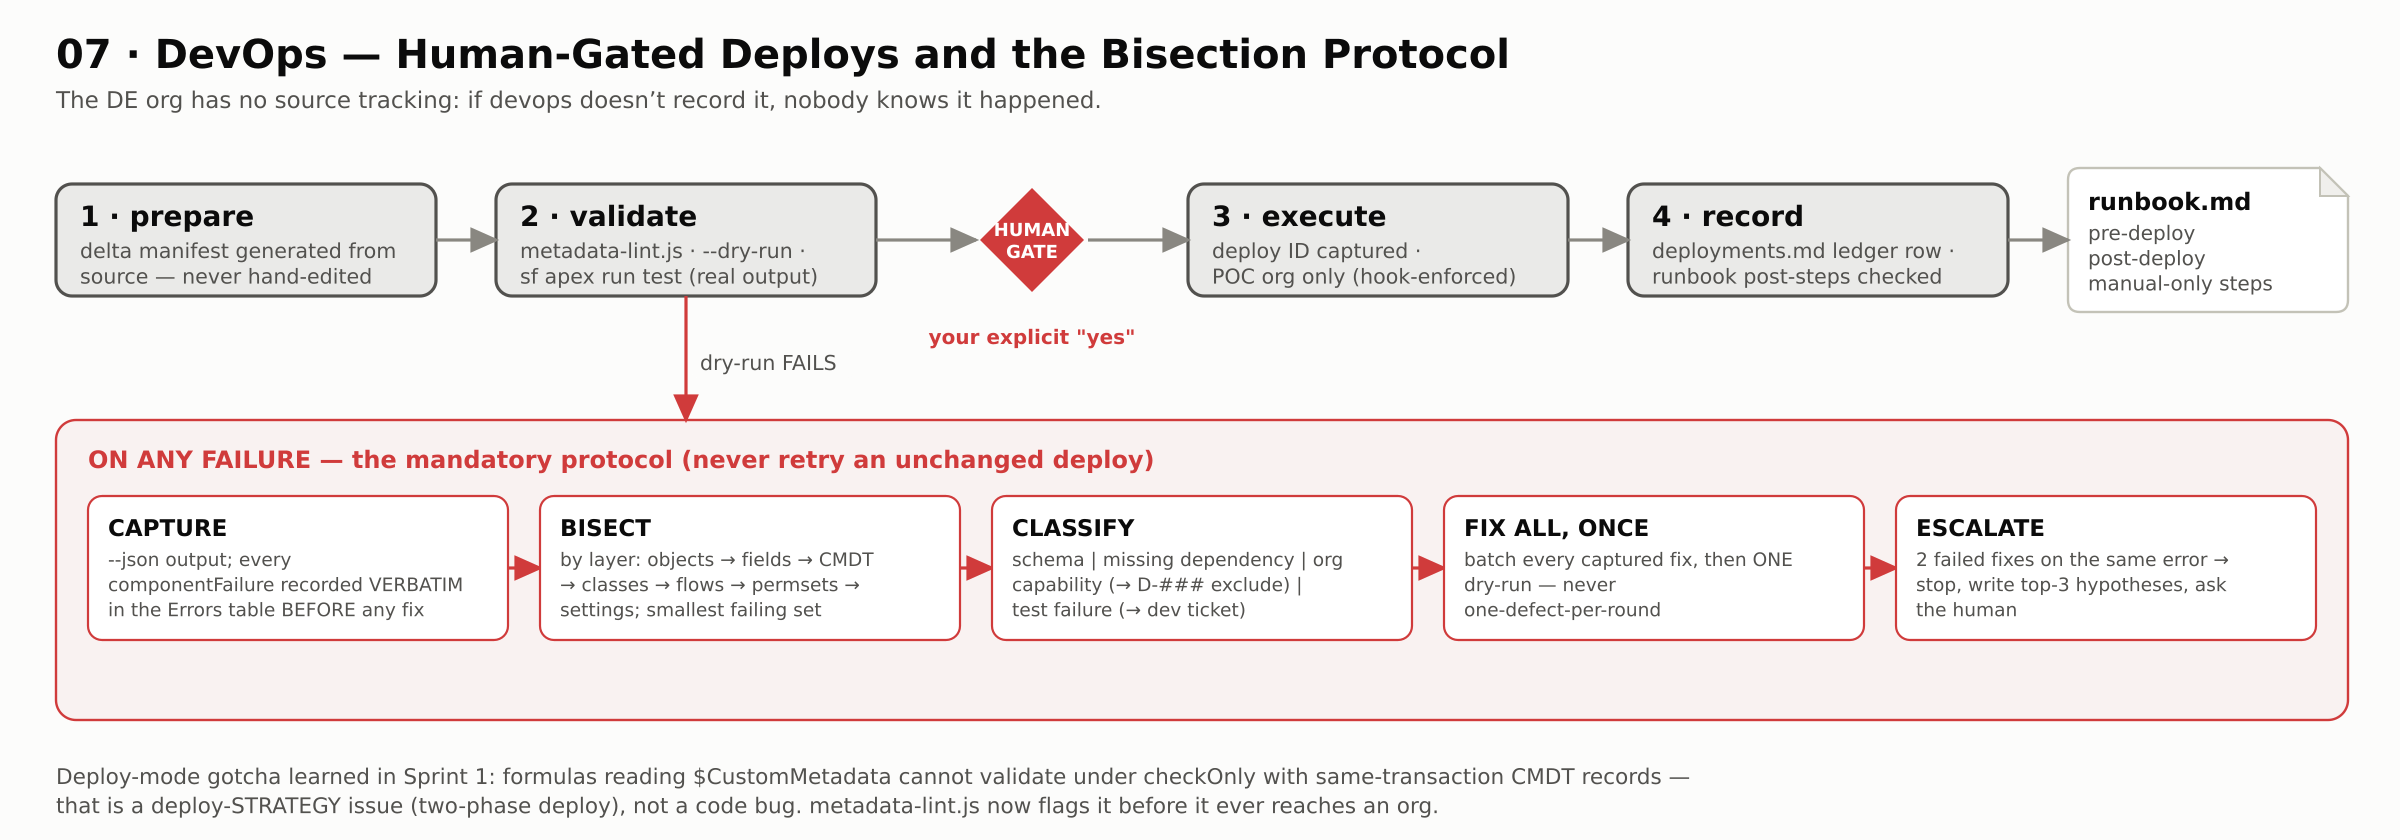 07 · DevOps — Human-Gated Deploys and the Bisection Protocol
The DE org has no source tracking: if devops doesn’t record it, nobody knows it happened.
1 · prepare
delta manifest generated from
source — never hand-edited
2 · validate
metadata-lint.js · --dry-run ·
sf apex run test (real output)
HUMAN
GATE
your explicit "yes"
3 · execute
deploy ID captured ·
POC org only (hook-enforced)
4 · record
deployments.md ledger row ·
runbook post-steps checked
runbook.md
pre-deploy
post-deploy
manual-only steps
dry-run FAILS
ON ANY FAILURE — the mandatory protocol (never retry an unchanged deploy)
CAPTURE
--json output; every
componentFailure recorded VERBATIM
in the Errors table BEFORE any fix
BISECT
by layer: objects → fields → CMDT
→ classes → flows → permsets →
settings; smallest failing set
CLASSIFY
schema | missing dependency | org
capability (→ D-### exclude) |
test failure (→ dev ticket)
FIX ALL, ONCE
batch every captured fix, then ONE
dry-run — never
one-defect-per-round
ESCALATE
2 failed fixes on the same error →
stop, write top-3 hypotheses, ask
the human
Deploy-mode gotcha learned in Sprint 1: formulas reading $CustomMetadata cannot validate under checkOnly with same-transaction CMDT records —
that is a deploy-STRATEGY issue (two-phase deploy), not a code bug. metadata-lint.js now flags it before it ever reaches an org.